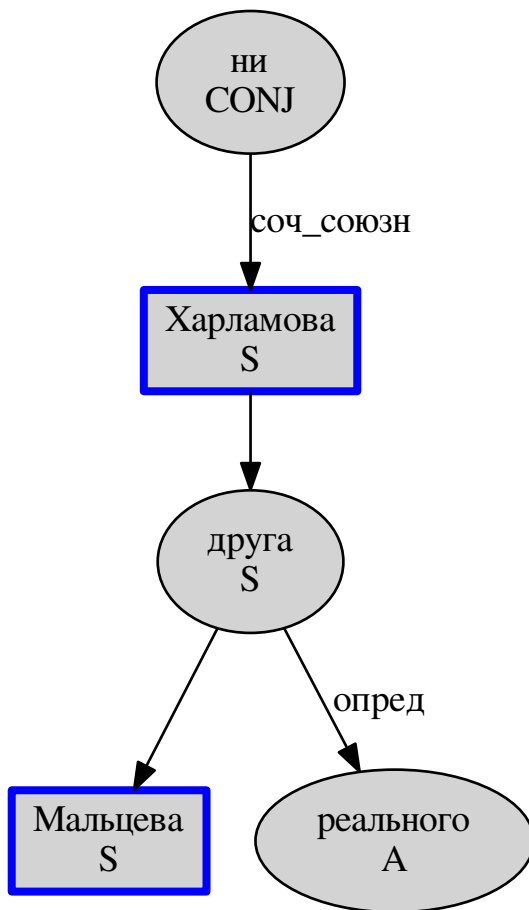 ни
CONJ
соч_союзн
Харламова
S
друга
S
опред
Мальцева
S
реального
A